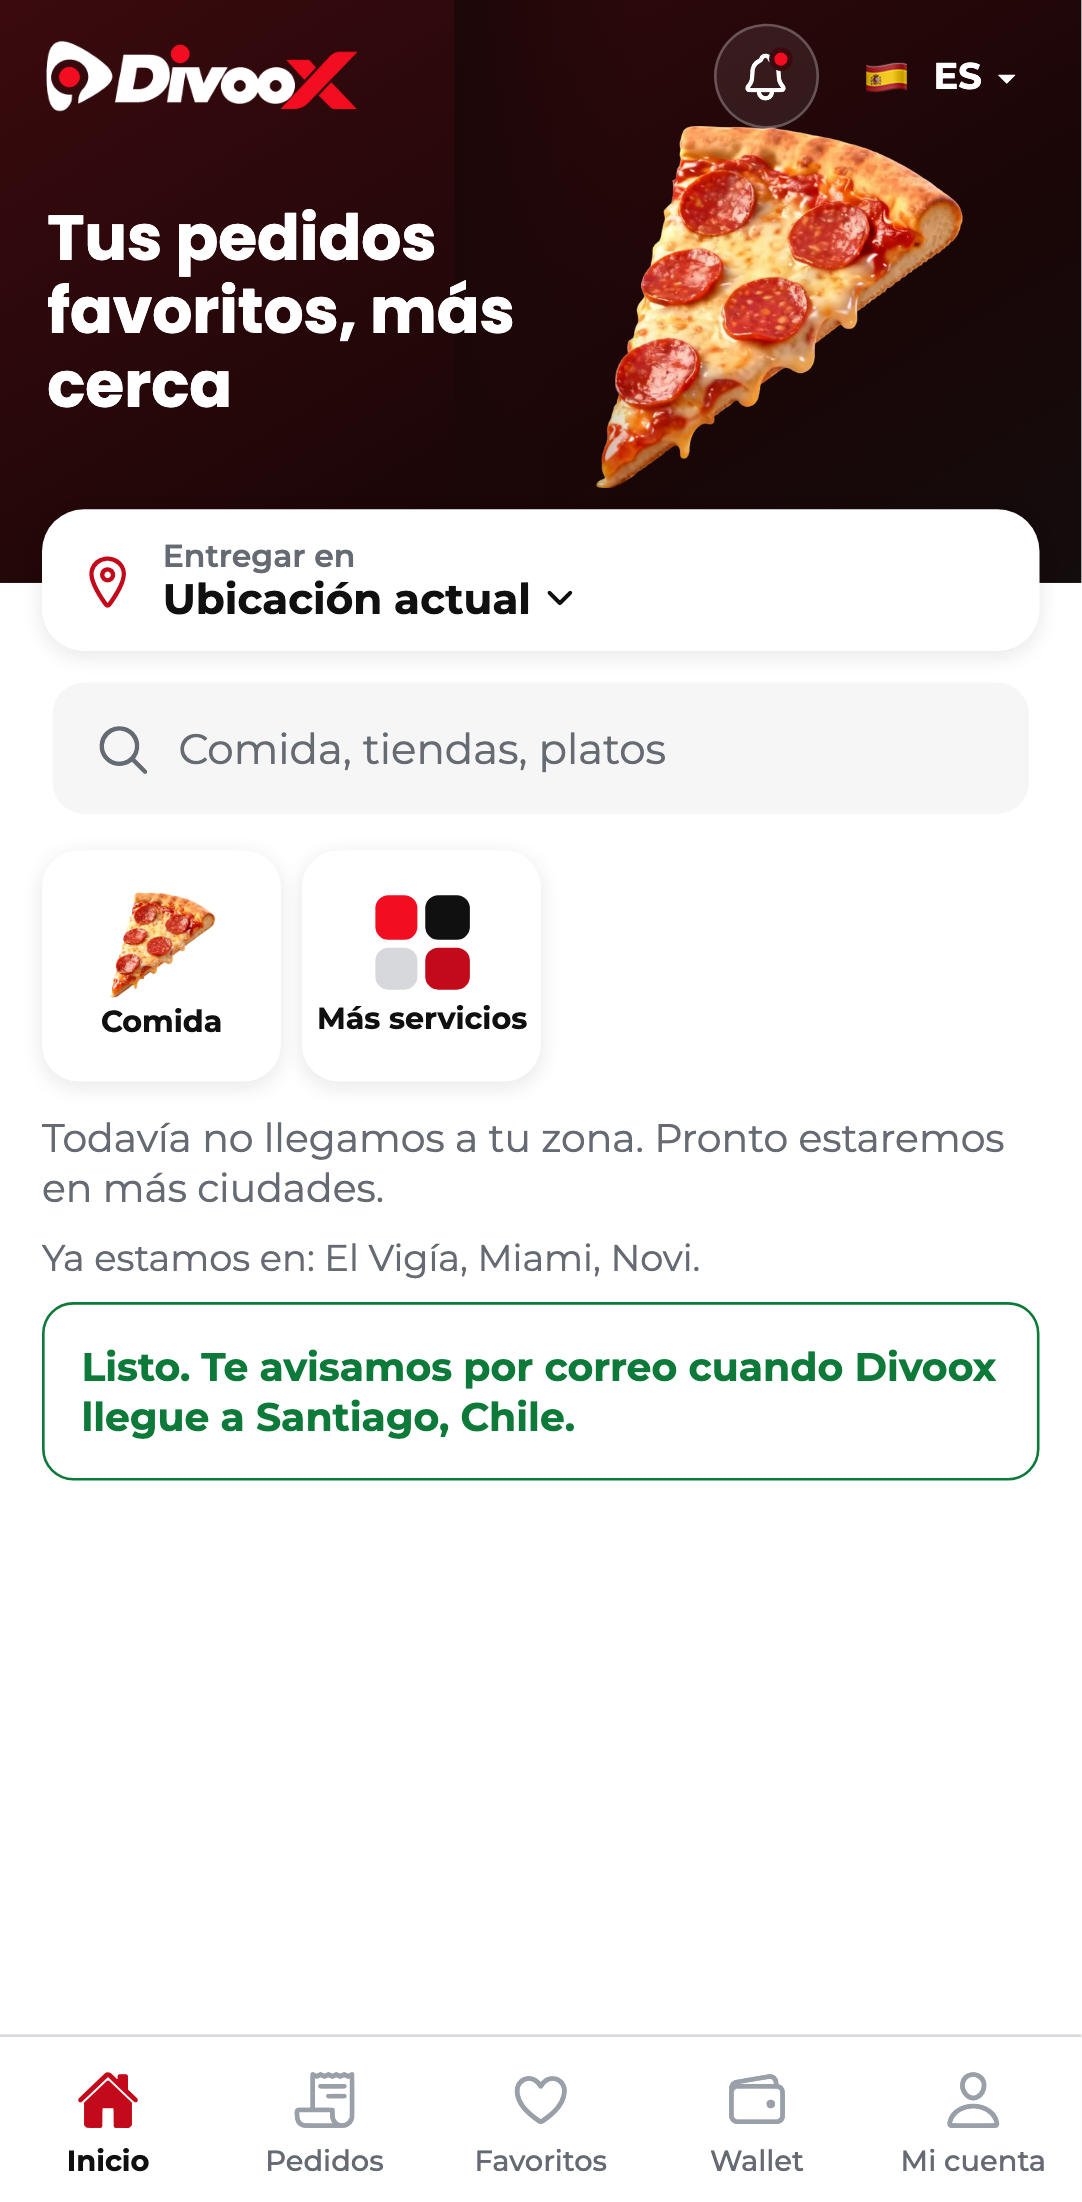 DivooX
ES
Tus pedidos
favoritos, más
cerca
Entregar en
Ubicación actual
Comida, tiendas, platos
Comida
Más servicios
Todavía no llegamos a tu zona. Pronto estaremos
en más ciudades.
Ya estamos en: El Vigía, Miami, Novi.
Listo. Te avisamos por correo cuando Divoox
llegue a Santiago, Chile.
Inicio
Pedidos
Favoritos
Wallet
Mi cuenta